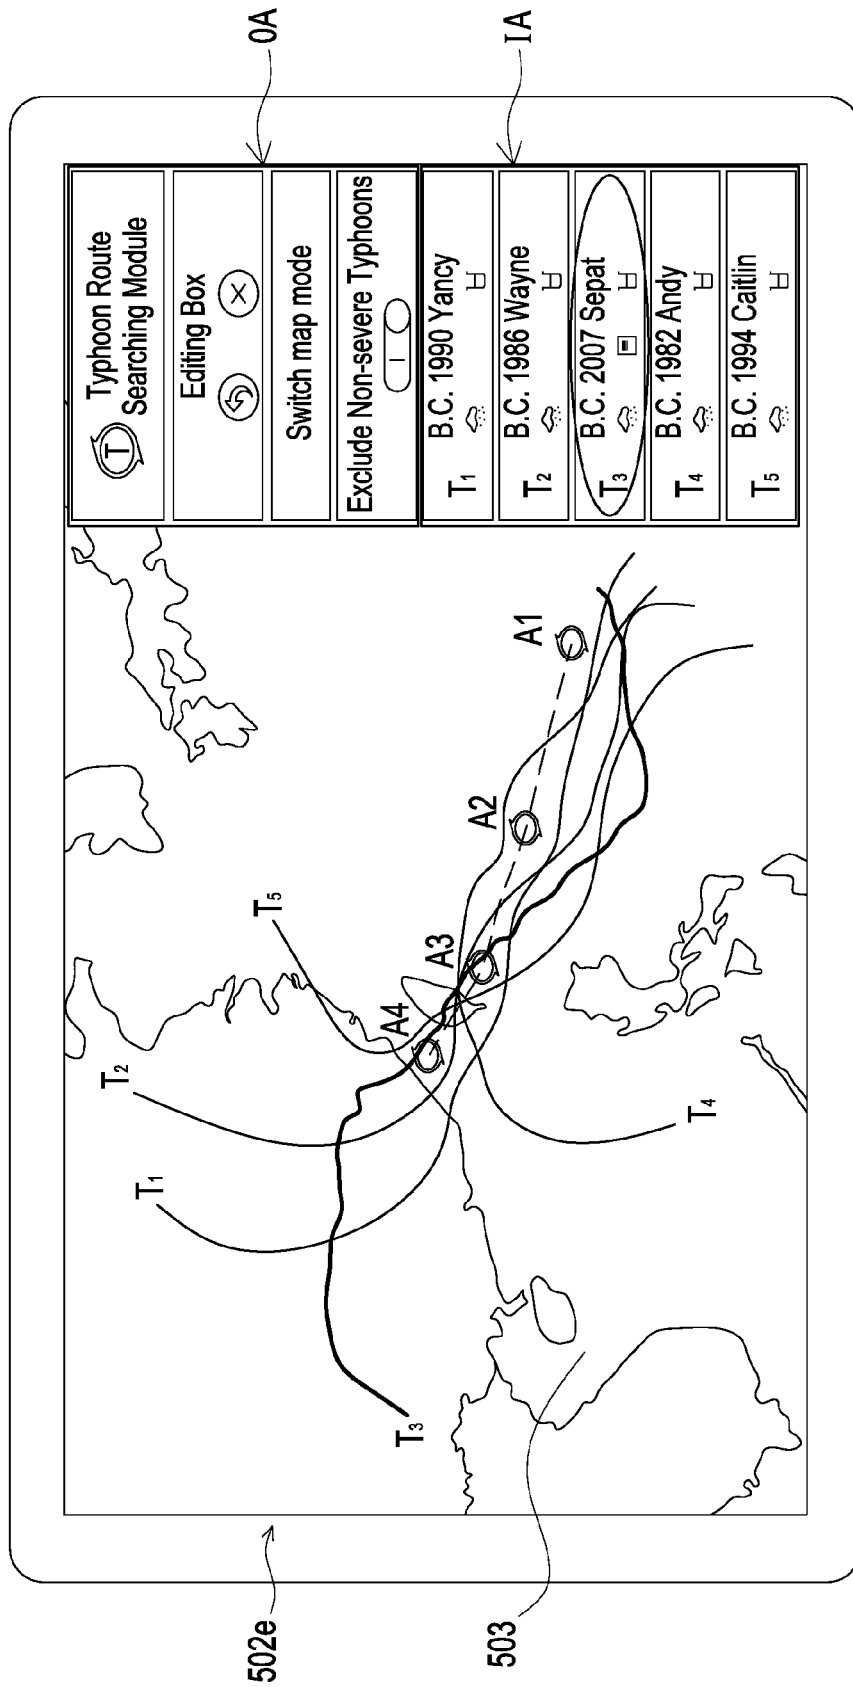 T
Typhoon Route
Searching Module
Editing Box
Switch map mode
Exclude Non-severe Typhoons
T1 B.C. 1990 Yancy
T2 B.C. 1986 Wayne
T3 B.C. 2007 Sepat
T4 B.C. 1982 Andy
T5 B.C. 1994 Caitlin
OA
IA
A1
A2
A3
A4
T5
T2
T1
T4
T3
502e
503